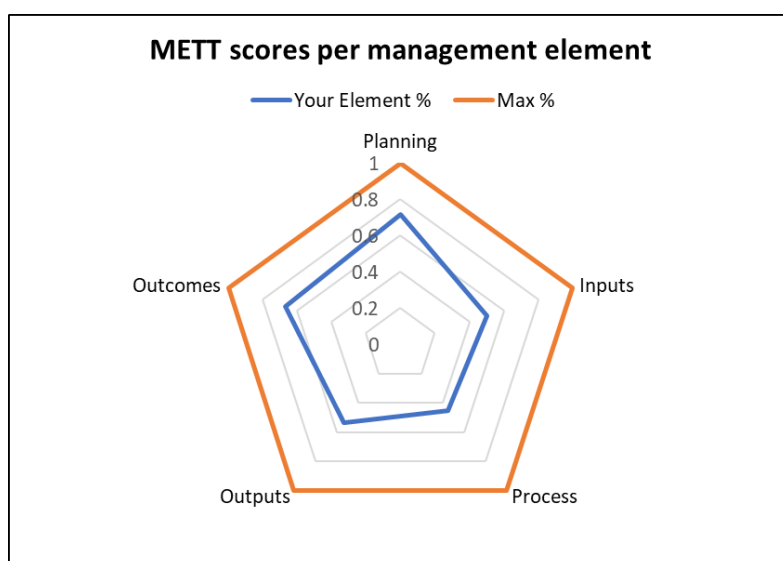 METT scores per management element
Your Element %
Max %
Planning
1
0.8
0.6
0.4
0.2
0
Outcomes
Inputs
Outputs
Process